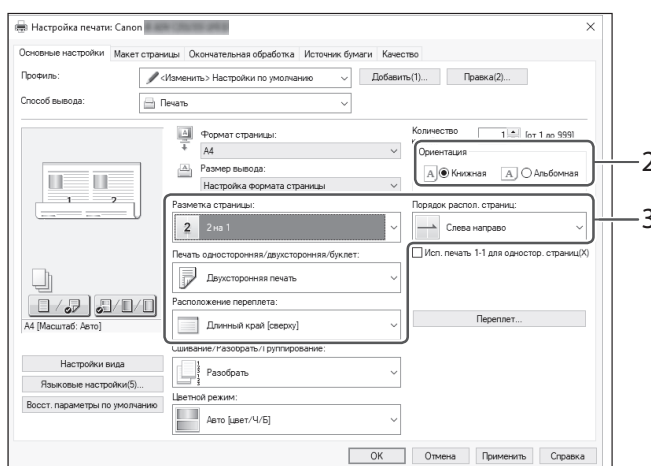 Настройка печати: Canon
Основные настройки Макет страницы Окончательная обработка Источник бумаги Качество
Профиль: <Изменить> Настройки по умолчанию Добавить(1)... Правка(2)...
Способ вывода: Печать
Формат страницы:
A4
Размер вывода:
Настройка формата страницы
Количество 1 [от 1 до 999]
Ориентация
A Книжная A Альбомная
2
Разметка страницы:
2 2 на 1
Порядок распол. страниц:
Слева направо
3
Исп. печать 1-1 для одностор. страниц(X)
Печать односторонняя/двухсторонняя/буклет:
Двухсторонняя печать
Расположение переплета:
Длинный край [сверху]
Переплет...
1 2
A4 [Масштаб: Авто]
Сшивание/Разобрать/Группирование:
Разобрать
Цветной режим:
Авто [цвет/Ч/Б]
Настройки вида
Языковые настройки(5)...
Восст. параметры по умолчанию
OK Отмена Применить Справка